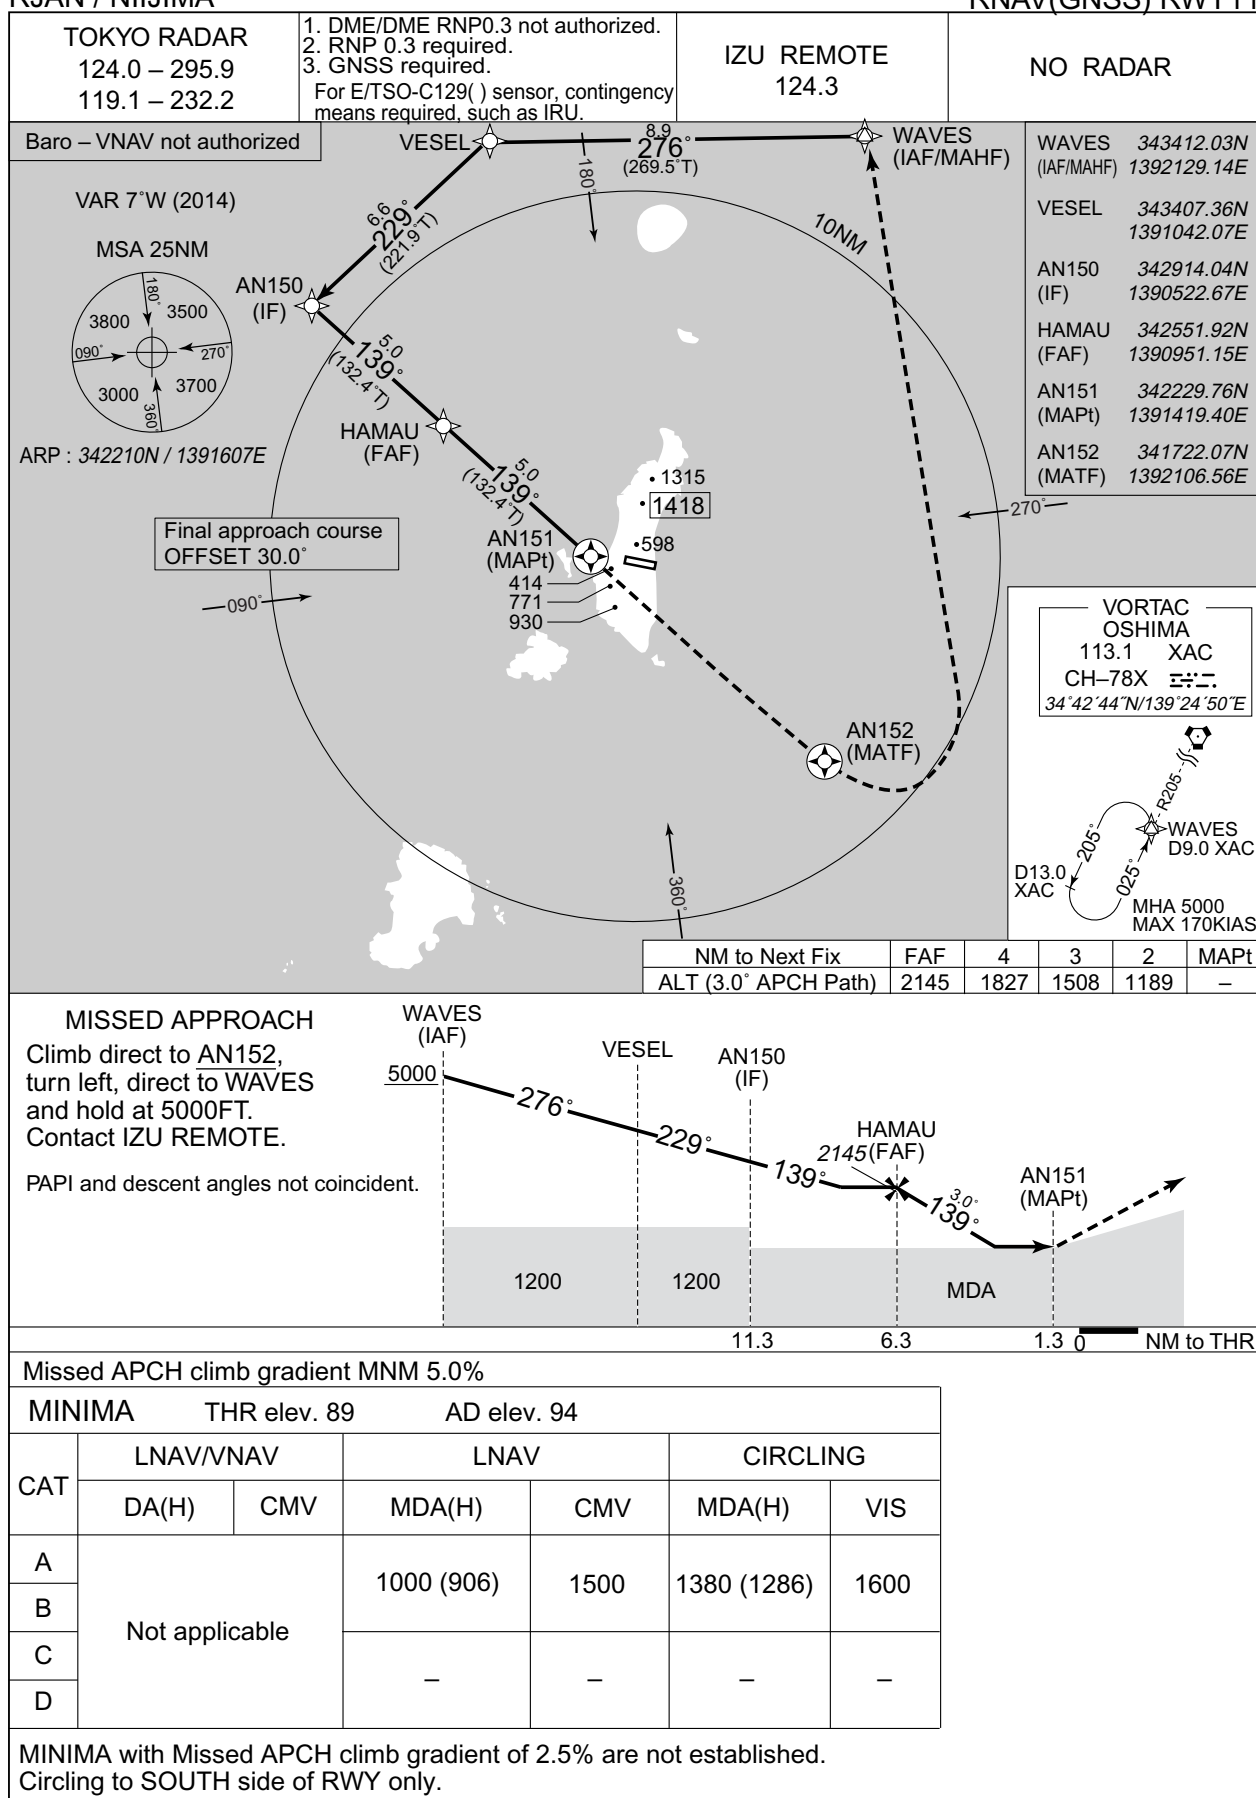 RJAN / NIIJIMA
RNAV(GNSS) RWY11
TOKYO RADAR
124.0 – 295.9
119.1 – 232.2
1. DME/DME RNP0.3 not authorized.
2. RNP 0.3 required.
3. GNSS required.
For E/TSO-C129( ) sensor, contingency
means required, such as IRU.
IZU REMOTE
124.3
NO RADAR
Baro – VNAV not authorized
VAR 7°W (2014)
MSA 25NM
180°
3800
3500
090°
270°
3000
3700
360°
ARP : 342210N / 1391607E
VESEL
8.9
276°
(269.5°T)
WAVES
(IAF/MAHF)
180°
6.6
229°
(221.9°T)
10NM
AN150
(IF)
5.0
139°
(132.4°T)
HAMAU
(FAF)
5.0
139°
(132.4°T)
1315
1418
598
AN151
(MAPt)
414
771
930
Final approach course
OFFSET 30.0°
090°
270°
360°
AN152
(MATF)
WAVES 343412.03N
(IAF/MAHF) 1392129.14E
VESEL 343407.36N
1391042.07E
AN150 342914.04N
(IF) 1390522.67E
HAMAU 342551.92N
(FAF) 1390951.15E
AN151 342229.76N
(MAPt) 1391419.40E
AN152 341722.07N
(MATF) 1392106.56E
VORTAC
OSHIMA
113.1 XAC
CH–78X
34°42´44˝N/139°24´50˝E
R205
WAVES
D9.0 XAC
205°
025°
D13.0
XAC
MHA 5000
MAX 170KIAS
NM to Next Fix FAF 4 3 2 MAPt
ALT (3.0° APCH Path) 2145 1827 1508 1189 –
MISSED APPROACH
Climb direct to AN152,
turn left, direct to WAVES
and hold at 5000FT.
Contact IZU REMOTE.
PAPI and descent angles not coincident.
WAVES
(IAF)
VESEL
AN150
(IF)
5000
276°
229°
139°
HAMAU
2145 (FAF)
3.0°
139°
AN151
(MAPt)
1200
1200
MDA
11.3 6.3 1.3 0 NM to THR
Missed APCH climb gradient MNM 5.0%
MINIMA THR elev. 89 AD elev. 94
CAT LNAV/VNAV LNAV CIRCLING
DA(H) CMV MDA(H) CMV MDA(H) VIS
A
B
C
D
Not applicable
1000 (906) 1500 1380 (1286) 1600
– – – –
MINIMA with Missed APCH climb gradient of 2.5% are not established.
Circling to SOUTH side of RWY only.